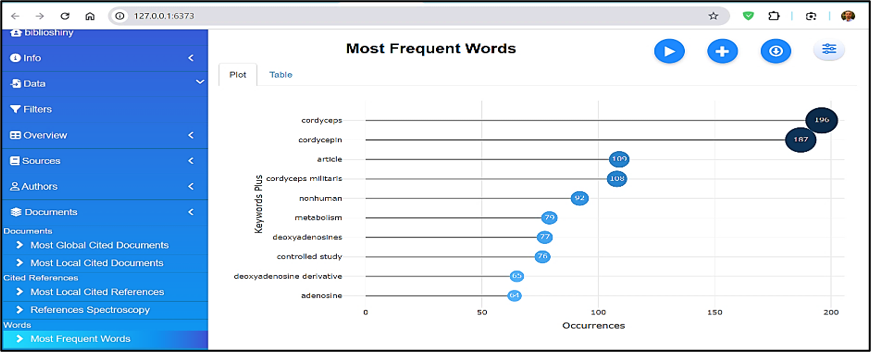 127.0.0.1:6373
biblioshiny
Info
Data
Filters
Overview
Sources
Authors
Documents
Documents
Most Global Cited Documents
Most Local Cited Documents
Cited References
Most Local Cited References
References Spectroscopy
Words
Most Frequent Words
Most Frequent Words
Plot Table
Keywords Plus
cordyceps 196
cordycepin 187
article 109
cordyceps militaris 108
nonhuman 92
metabolism 79
deoxyadenosines 77
controlled study 76
deoxyadenosine derivative 65
adenosine 64
0 50 100 150 200
Occurrences